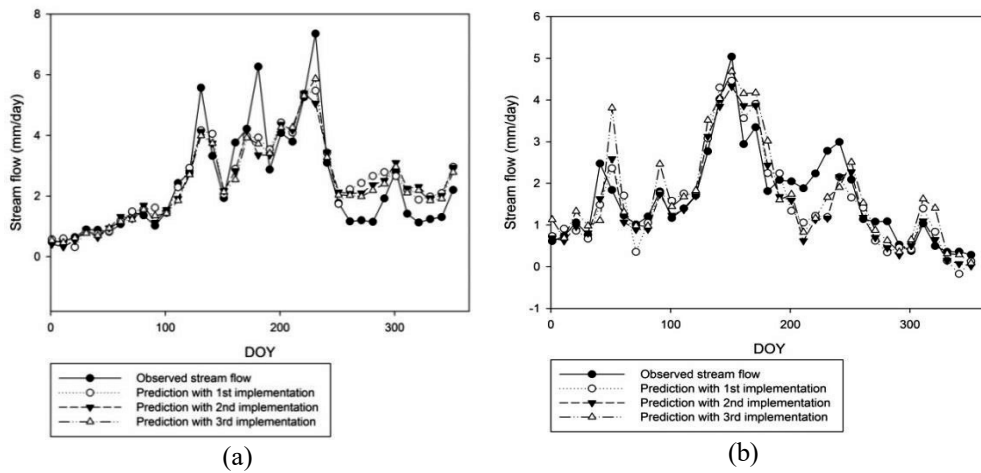 8
6
4
2
0
Stream flow (mm/day)
0
100
200
300
DOY
Observed stream flow
Prediction with 1st implementation
Prediction with 2nd implementation
Prediction with 3rd implementation
(a)
6
5
4
3
2
1
0
-1
Stream flow (mm/day)
0
100
200
300
DOY
Observed stream flow
Prediction with 1st implementation
Prediction with 2nd implementation
Prediction with 3rd implementation
(b)